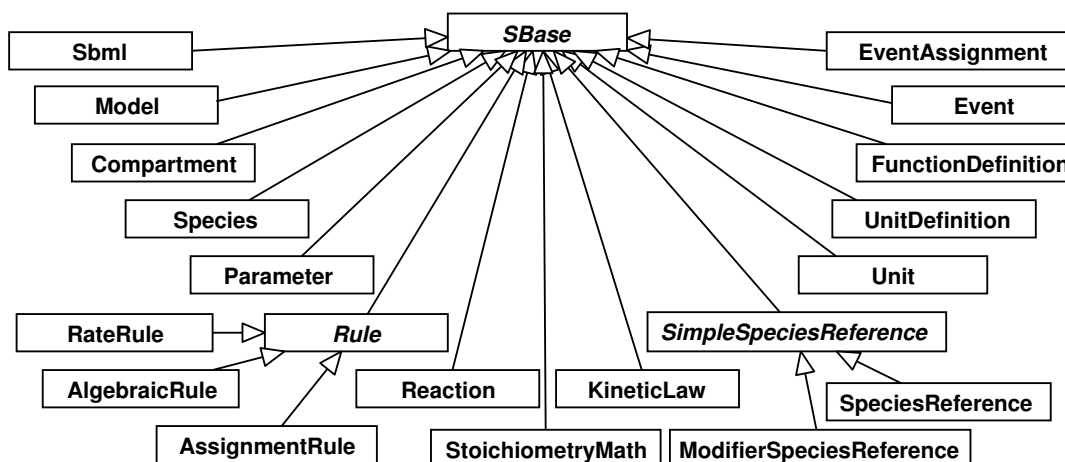 SBase
Sbml
EventAssignment
Model
Event
Compartment
FunctionDefinition
Species
UnitDefinition
Parameter
Unit
RateRule
Rule
SimpleSpeciesReference
AlgebraicRule
Reaction
KineticLaw
SpeciesReference
AssignmentRule
StoichiometryMath
ModifierSpeciesReference